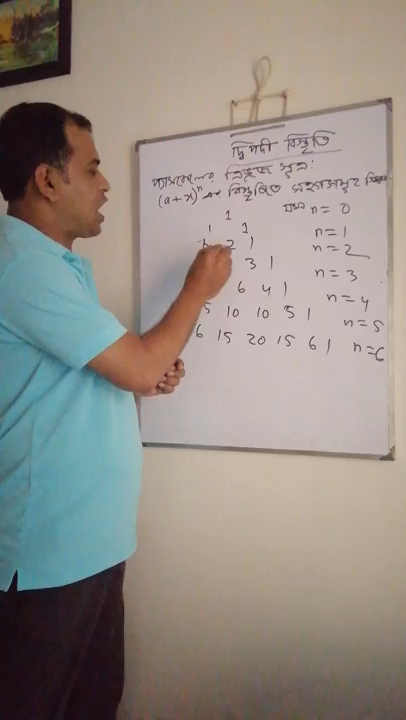 দ্বিপদী বিস্তৃতি
প্যাসকেলের ত্রিভুজ সূত্র:
(a+x)ⁿ এর বিস্তৃতিতে সহগসমূহ
যখন n = 0
1
1 1 n = 1
1 2 1 n = 2
3 1 n = 3
6 4 1 n = 4
5 10 10 5 1 n = 5
6 15 20 15 6 1 n = 6